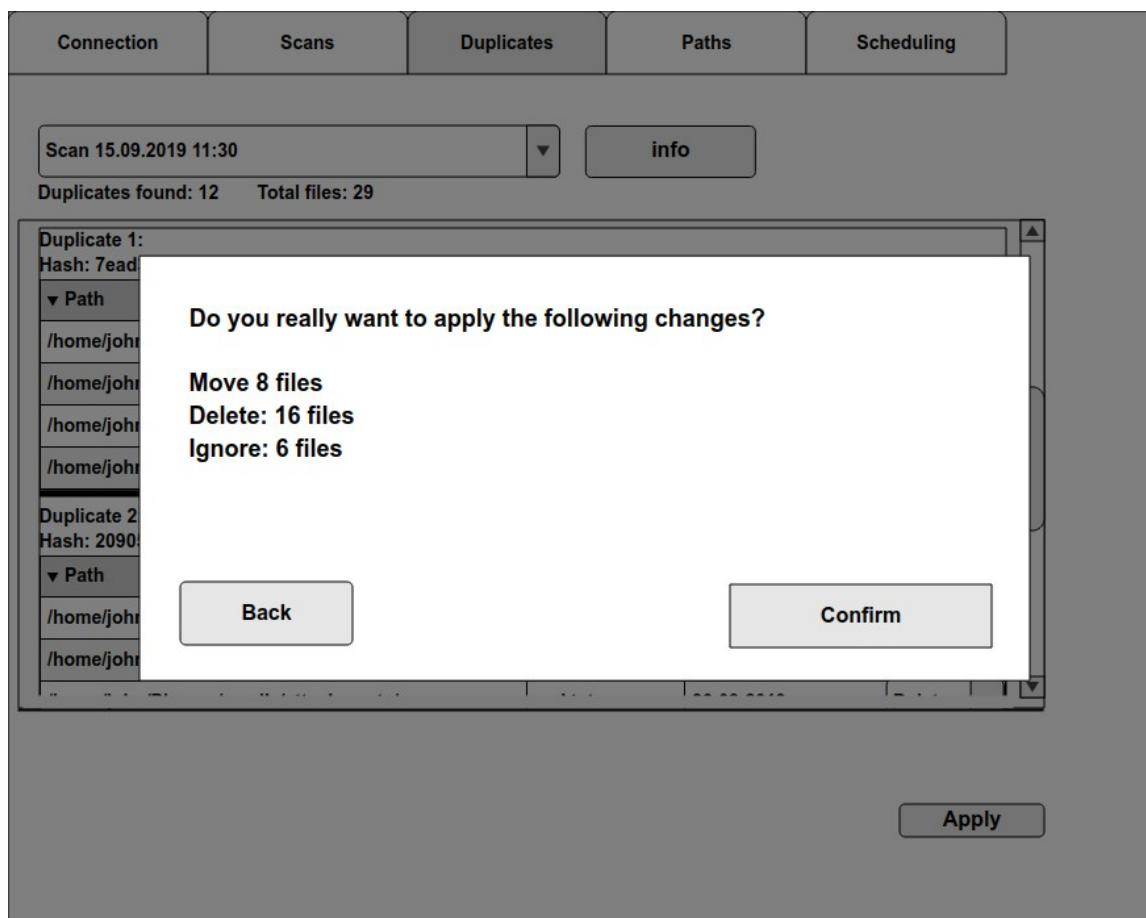 Connection Scans Duplicates Paths Scheduling
Scan 15.09.2019 11:30 info
Duplicates found: 12 Total files: 29
Duplicate 1:
Hash: 7ead
Path
/home/john
/home/john
/home/john
/home/john
Duplicate 2
Hash: 2090
Path
/home/john
/home/john
Do you really want to apply the following changes?
Move 8 files
Delete: 16 files
Ignore: 6 files
Back Confirm
Apply